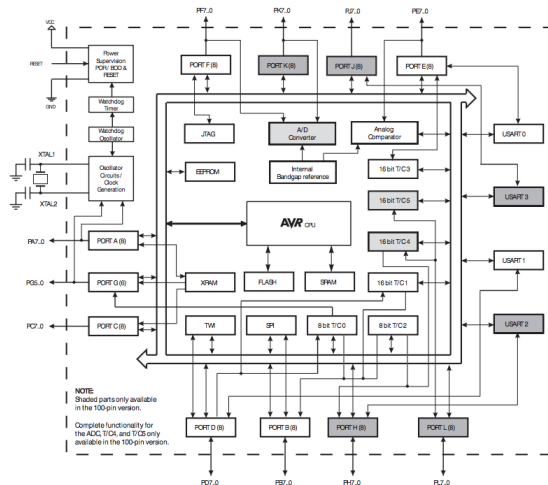 PF7..0
PK7..0
PJ7..0
PE7..0
VCC
RESET
GND
Power
Supervision
POR/ BOD &
RESET
PORT F (8)
PORT K (8)
PORT J (8)
PORT E (8)
Watchdog
Timer
Watchdog
Oscillator
JTAG
A/D
Converter
Analog
Comparator
USART 0
XTAL1
XTAL2
Oscillator
Circuits /
Clock
Generation
EEPROM
Internal
Bandgap reference
16 bit T/C3
16 bit T/C5
USART 3
AVR CPU
16 bit T/C4
PA7..0
PORT A (8)
USART 1
PG5..0
PORT G (8)
XRAM
FLASH
SRAM
16 bit T/C1
PC7..0
PORT C (8)
TWI
SPI
8 bit T/C0
8 bit T/C2
USART 2
NOTE:
Shaded parts only available
in the 100-pin version.
Complete functionality for
the ADC, T/C4, and T/C5 only
available in the 100-pin version.
PORT D (8)
PORT B (8)
PORT H (8)
PORT L (8)
PD7..0
PB7..0
PH7..0
PL7..0